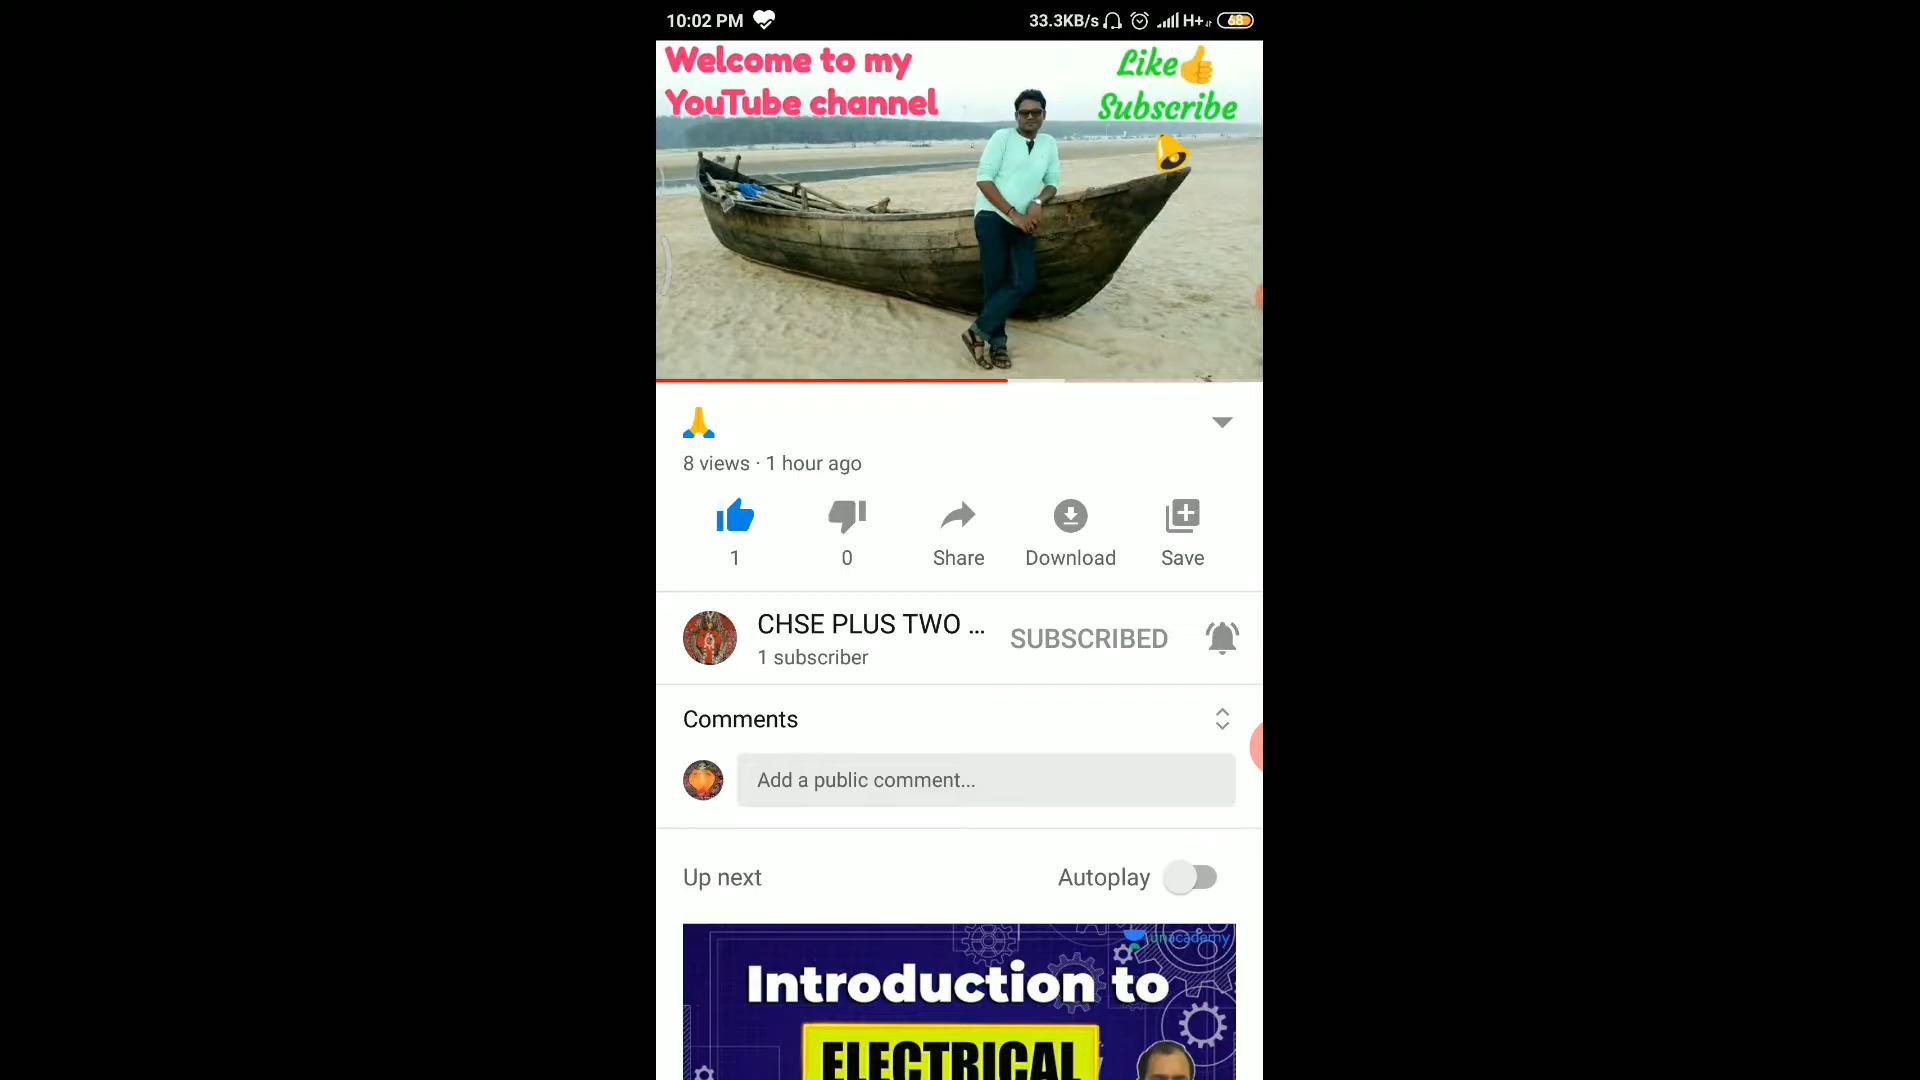 10:02 PM 33.3KB/s H+ 68
Welcome to my
YouTube channel
Like
Subscribe
🙏
8 views · 1 hour ago
1 0 Share Download Save
CHSE PLUS TWO ... SUBSCRIBED
1 subscriber
Comments
Add a public comment...
Up next Autoplay
unacademy
Introduction to
ELECTRICAL